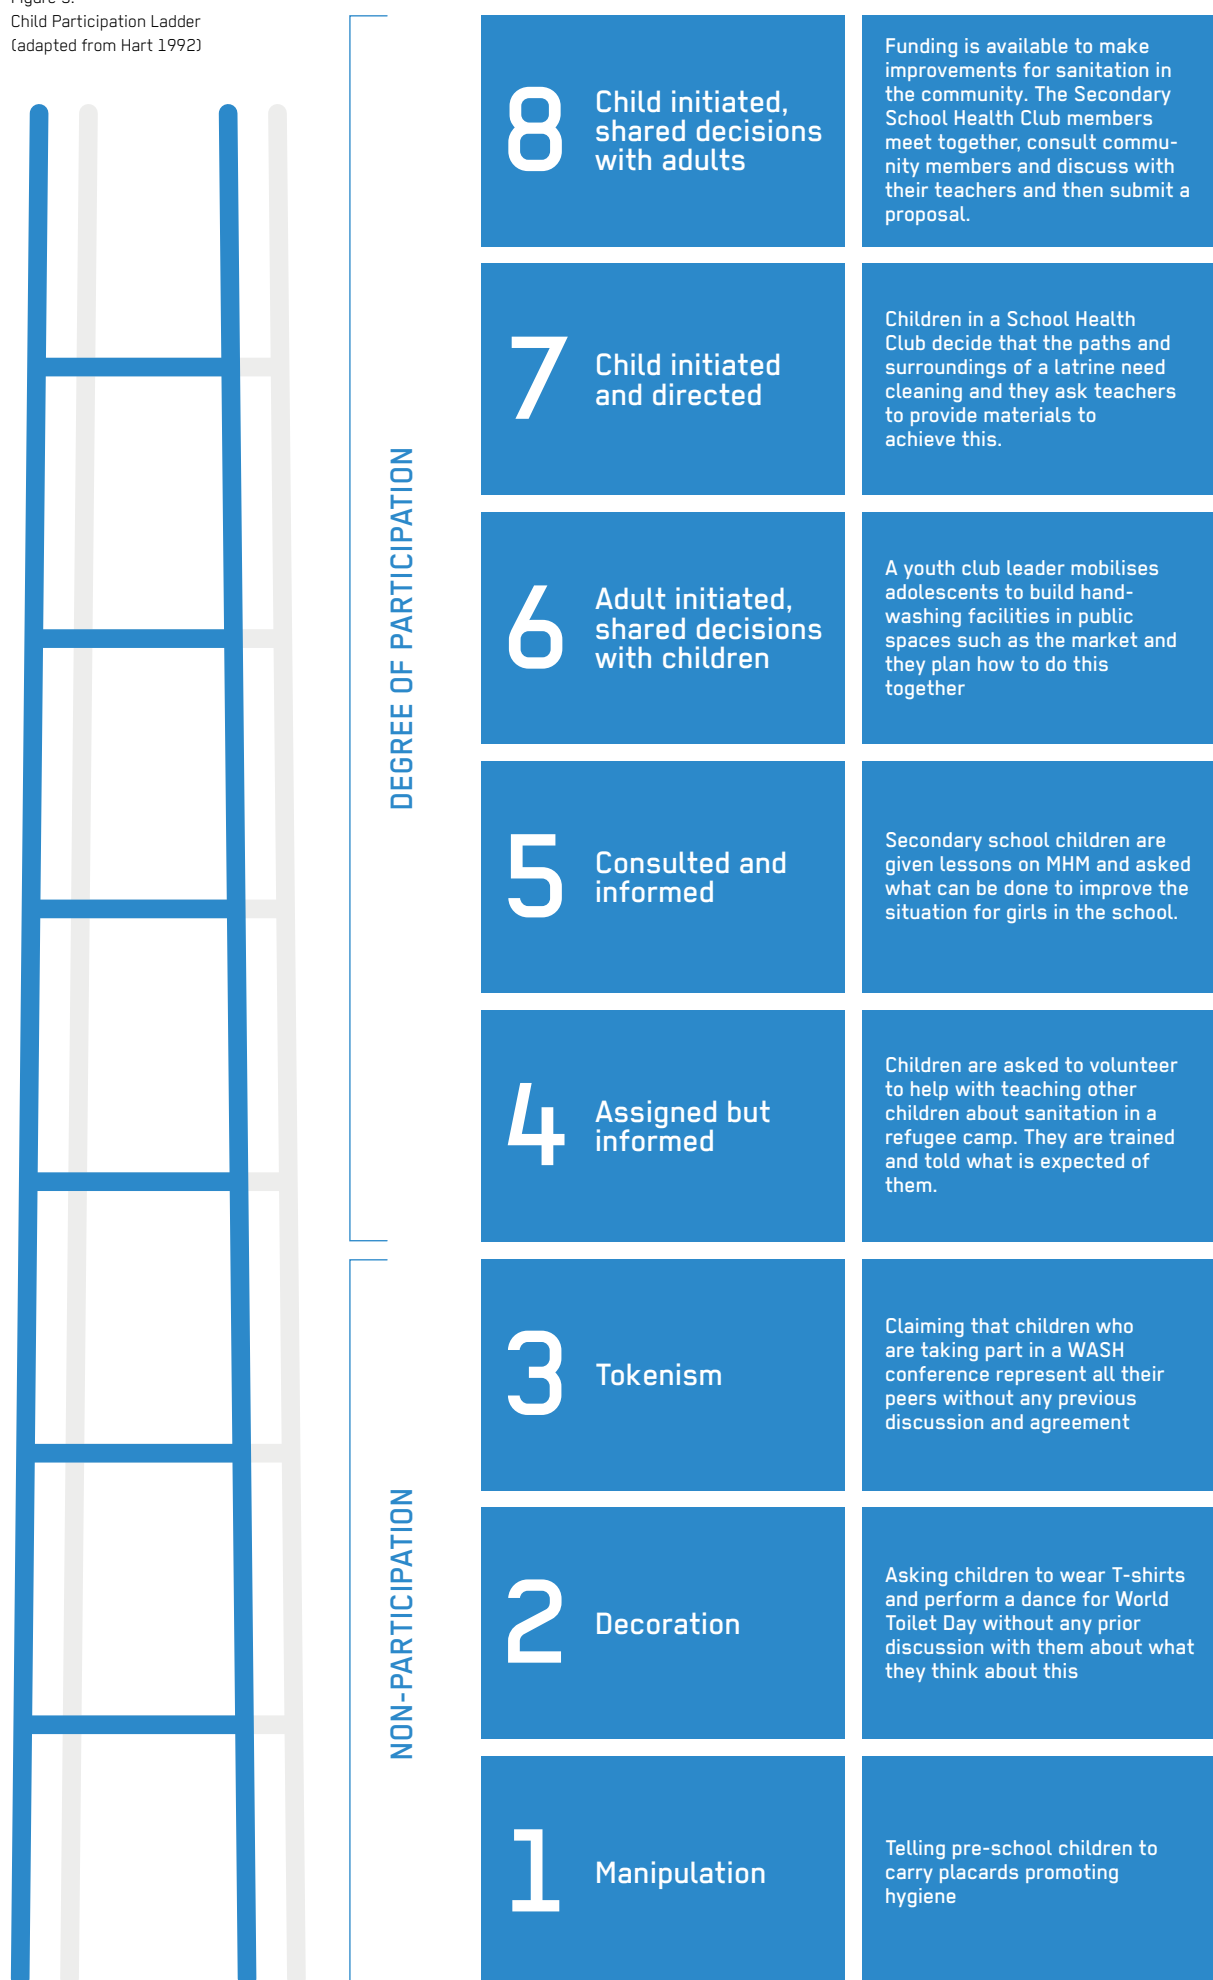 Child Participation Ladder
(adapted from Hart 1992)
8
Child initiated,
shared decisions
with adults
Funding is available to make
improvements for sanitation in
the community. The Secondary
School Health Club members
meet together, consult commu-
nity members and discuss with
their teachers and then submit a
proposal.
7
Child initiated
and directed
Children in a School Health
Club decide that the paths and
surroundings of a latrine need
cleaning and they ask teachers
to provide materials to
achieve this.
DEGREE OF PARTICIPATION
6
Adult initiated,
shared decisions
with children
A youth club leader mobilises
adolescents to build hand-
washing facilities in public
spaces such as the market and
they plan how to do this
together
5
Consulted and
informed
Secondary school children are
given lessons on MHM and asked
what can be done to improve the
situation for girls in the school.
4
Assigned but
informed
Children are asked to volunteer
to help with teaching other
children about sanitation in a
refugee camp. They are trained
and told what is expected of
them.
3
Tokenism
Claiming that children who
are taking part in a WASH
conference represent all their
peers without any previous
discussion and agreement
NON-PARTICIPATION
2
Decoration
Asking children to wear T-shirts
and perform a dance for World
Toilet Day without any prior
discussion with them about what
they think about this
1
Manipulation
Telling pre-school children to
carry placards promoting
hygiene